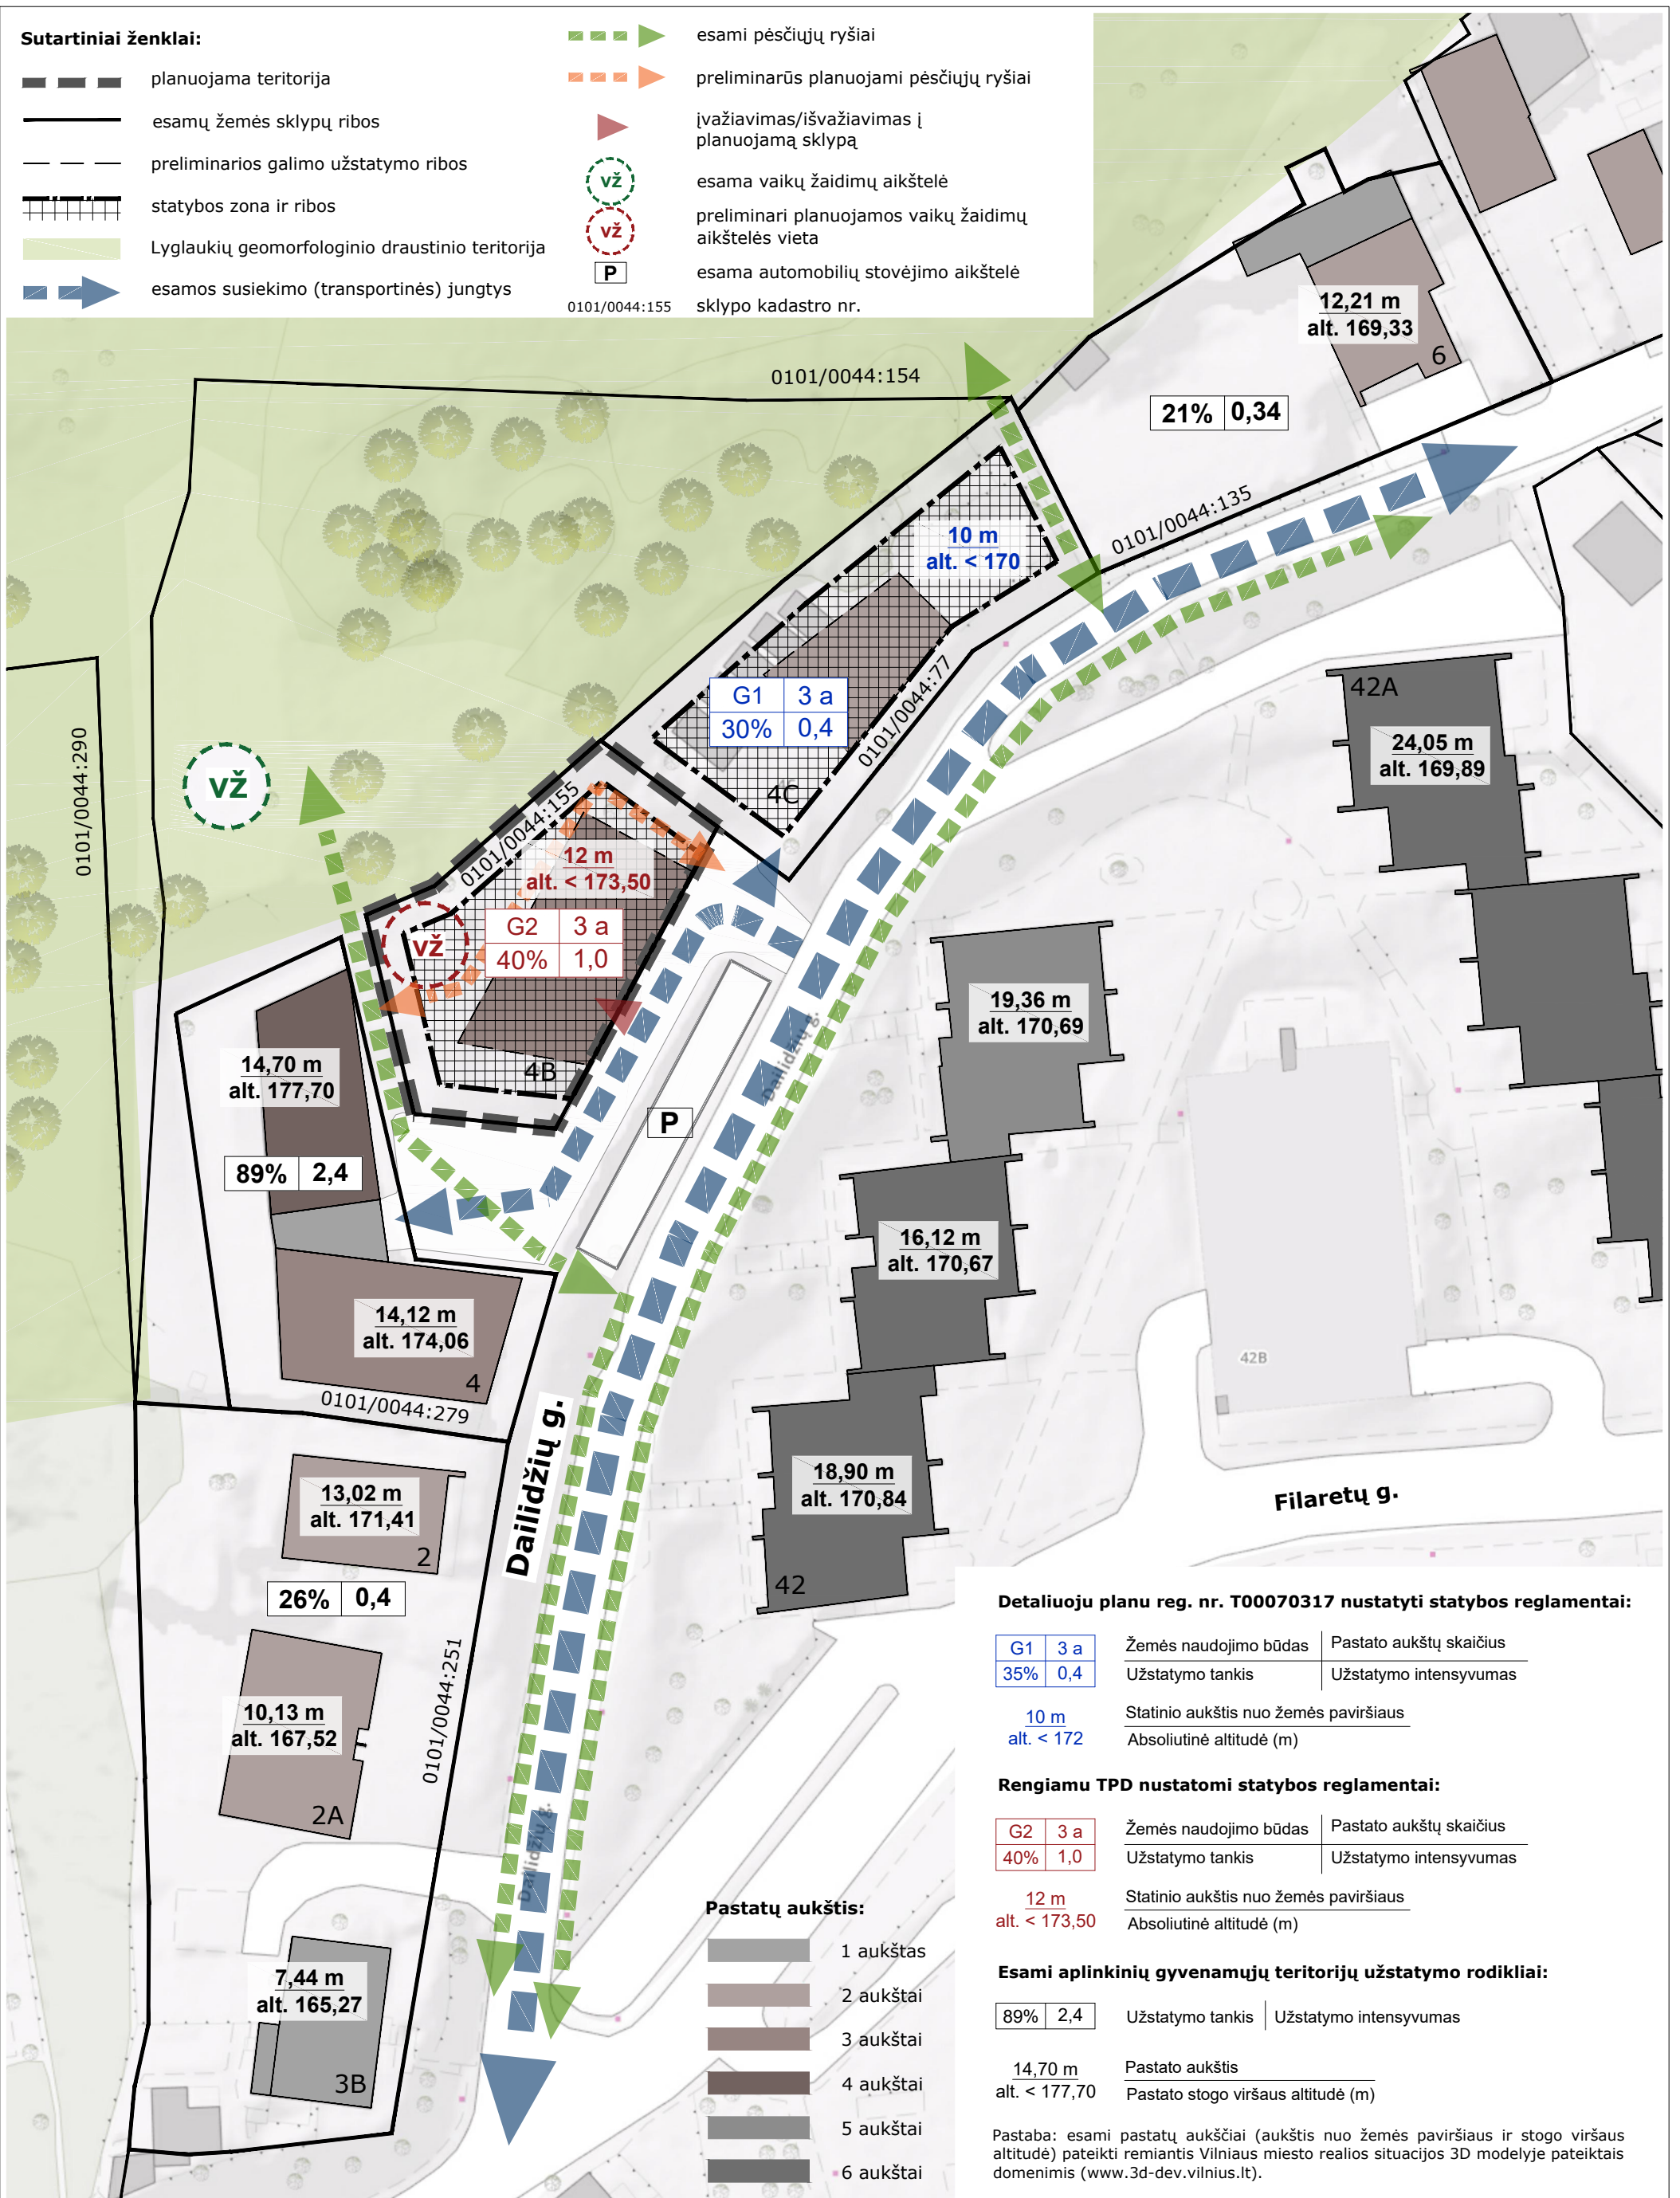 Sutartiniai ženklai:
planuojama teritorija
esamų žemės sklypų ribos
preliminarios galimo užstatymo ribos
statybos zona ir ribos
Lyglaukių geomorfologinio draustinio teritorija
esamos susiekimo (transportinės) jungtys
esami pėsčiųjų ryšiai
preliminarūs planuojami pėsčiųjų ryšiai
įvažiavimas/išvažiavimas į
planuojamą sklypą
VŽ
esama vaikų žaidimų aikštelė
VŽ
preliminari planuojamos vaikų žaidimų
aikštelės vieta
P
esama automobilių stovėjimo aikštelė
0101/0044:155
sklypo kadastro nr.
12,21 m
alt. 169,33
6
0101/0044:154
21% 0,34
0101/0044:135
10 m
alt. < 170
G1 3 a
30% 0,4
0101/0044:77
4C
42A
24,05 m
alt. 169,89
0101/0044:290
VŽ
0101/0044:155
12 m
alt. < 173,50
G2 3 a
40% 1,0
VŽ
4B
19,36 m
alt. 170,69
Dailidžių g.
14,70 m
alt. 177,70
P
89% 2,4
16,12 m
alt. 170,67
14,12 m
alt. 174,06
4
0101/0044:279
42B
Dailidžių g.
13,02 m
alt. 171,41
2
18,90 m
alt. 170,84
42
Filaretų g.
26% 0,4
0101/0044:251
10,13 m
alt. 167,52
2A
Dailidžių g.
7,44 m
alt. 165,27
3B
Pastatų aukštis:
1 aukštas
2 aukštai
3 aukštai
4 aukštai
5 aukštai
6 aukštai
Detaliuoju planu reg. nr. T00070317 nustatyti statybos reglamentai:
G1 3 a Žemės naudojimo būdas Pastato aukštų skaičius
35% 0,4 Užstatymo tankis Užstatymo intensyvumas
10 m Statinio aukštis nuo žemės paviršiaus
alt. < 172 Absoliutinė altitudė (m)
Rengiamu TPD nustatomi statybos reglamentai:
G2 3 a Žemės naudojimo būdas Pastato aukštų skaičius
40% 1,0 Užstatymo tankis Užstatymo intensyvumas
12 m Statinio aukštis nuo žemės paviršiaus
alt. < 173,50 Absoliutinė altitudė (m)
Esami aplinkinių gyvenamųjų teritorijų užstatymo rodikliai:
89% 2,4 Užstatymo tankis Užstatymo intensyvumas
14,70 m Pastato aukštis
alt. < 177,70 Pastato stogo viršaus altitudė (m)
Pastaba: esami pastatų aukščiai (aukštis nuo žemės paviršiaus ir stogo viršaus
altitudė) pateikti remiantis Vilniaus miesto realios situacijos 3D modelyje pateiktais
domenimis (www.3d-dev.vilnius.lt).